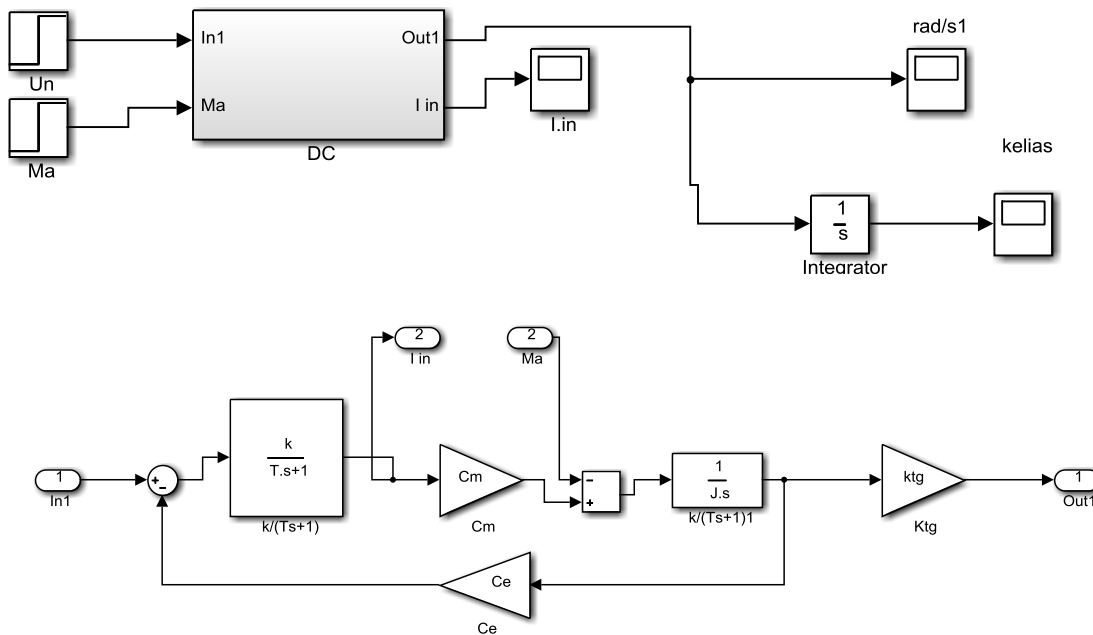 Un
Ma
In1
Ma
Out1
I in
DC
I.in
rad/s1
kelias
1
s
Integrator
2
I in
2
Ma
1
In1
+
-
k
T.s+1
k/(Ts+1)
Cm
Cm
-
+
1
J.s
k/(Ts+1)1
ktg
Ktg
1
Out1
Ce
Ce